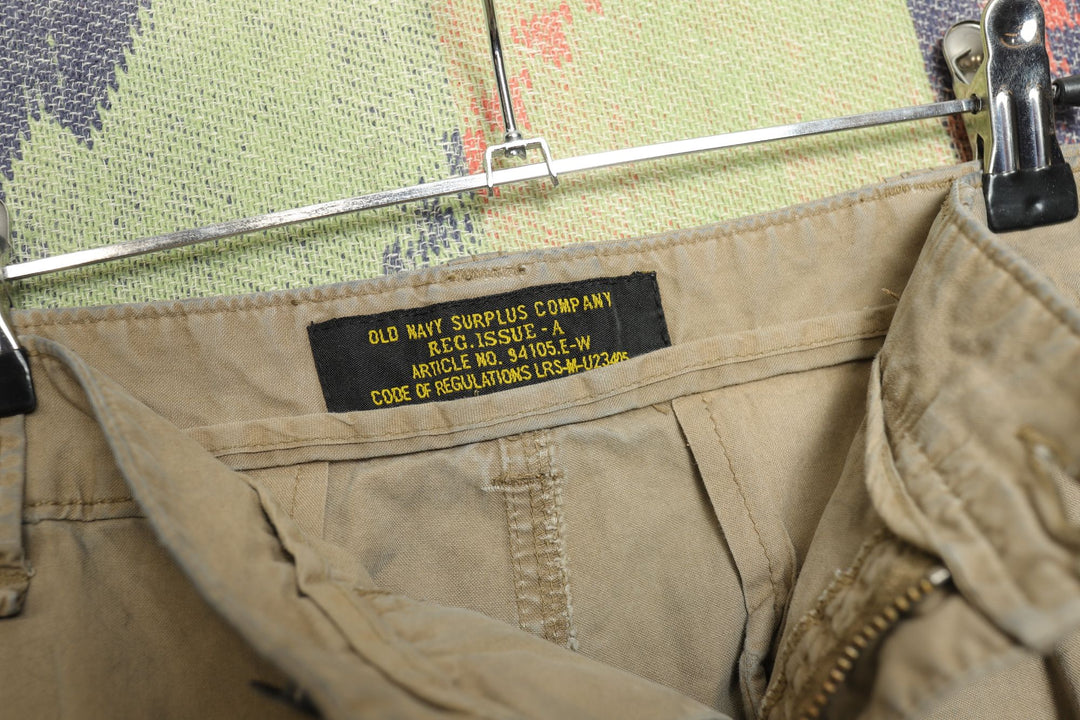 OLD NAVY SURPLUS COMPANY
REG.ISSUE-A
ARTICLE NO. 94105.E-W
CODE OF REGULATIONS LRS-M-U23405